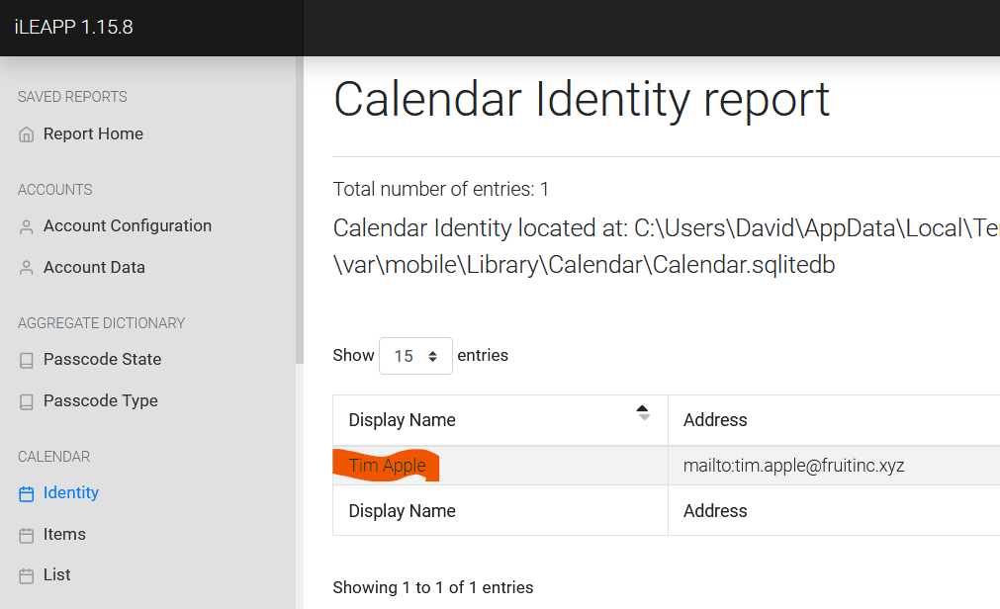 iLEAPP 1.15.8
SAVED REPORTS
Report Home
ACCOUNTS
Account Configuration
Account Data
AGGREGATE DICTIONARY
Passcode State
Passcode Type
CALENDAR
Identity
Items
List
Calendar Identity report
Total number of entries: 1
Calendar Identity located at: C:\Users\David\AppData\Local\Te
\var\mobile\Library\Calendar\Calendar.sqlitedb
Show 15 entries
Display Name Address
Tim Apple mailto:tim.apple@fruitinc.xyz
Display Name Address
Showing 1 to 1 of 1 entries